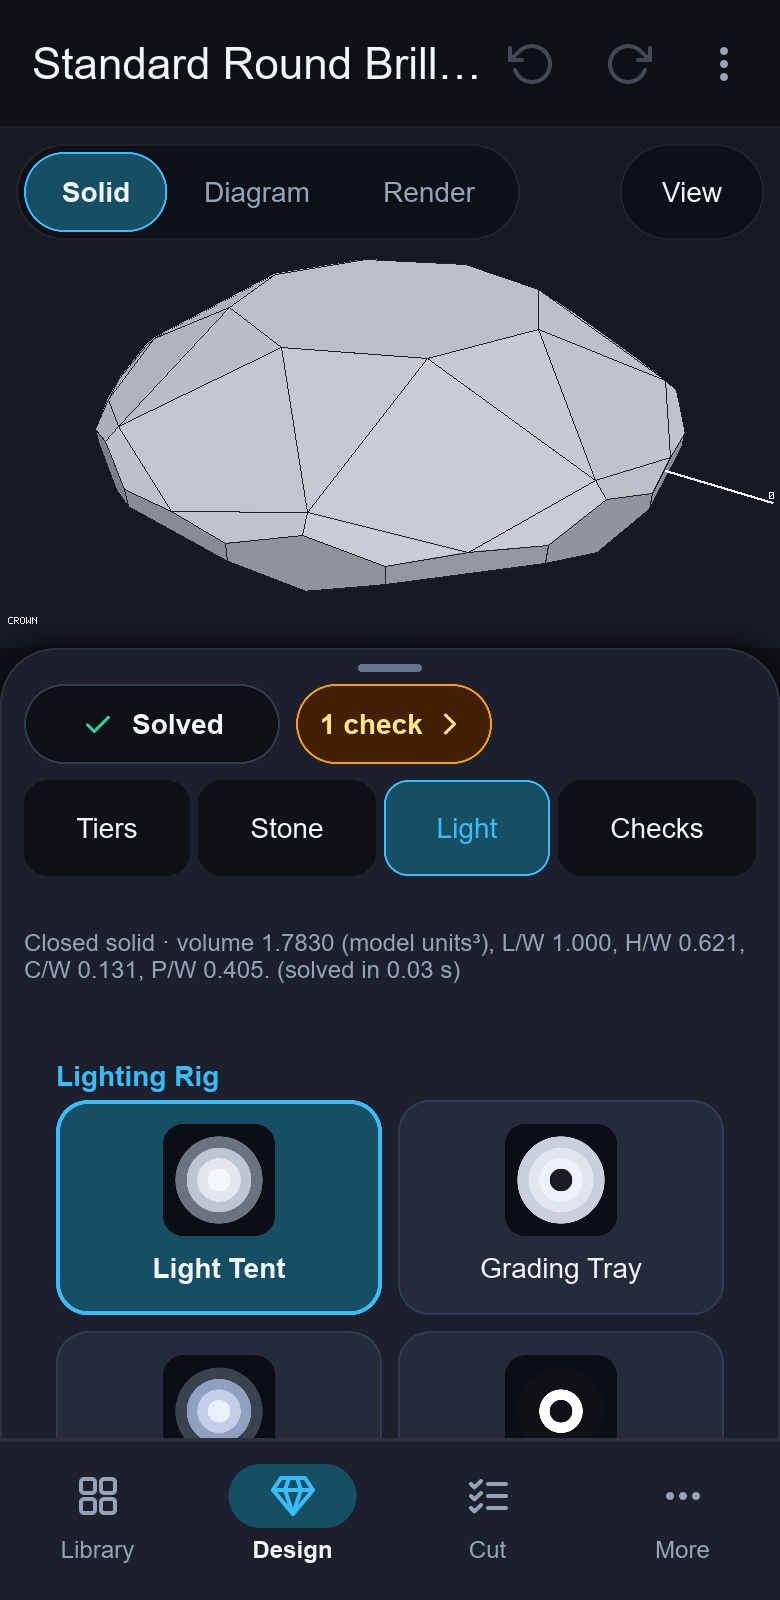 Standard Round Brill…
Solid
Diagram
Render
View
0
CROWN
Solved
1 check
Tiers
Stone
Light
Checks
Closed solid · volume 1.7830 (model units³), L/W 1.000, H/W 0.621,
C/W 0.131, P/W 0.405. (solved in 0.03 s)
Lighting Rig
Light Tent
Grading Tray
Library
Design
Cut
More